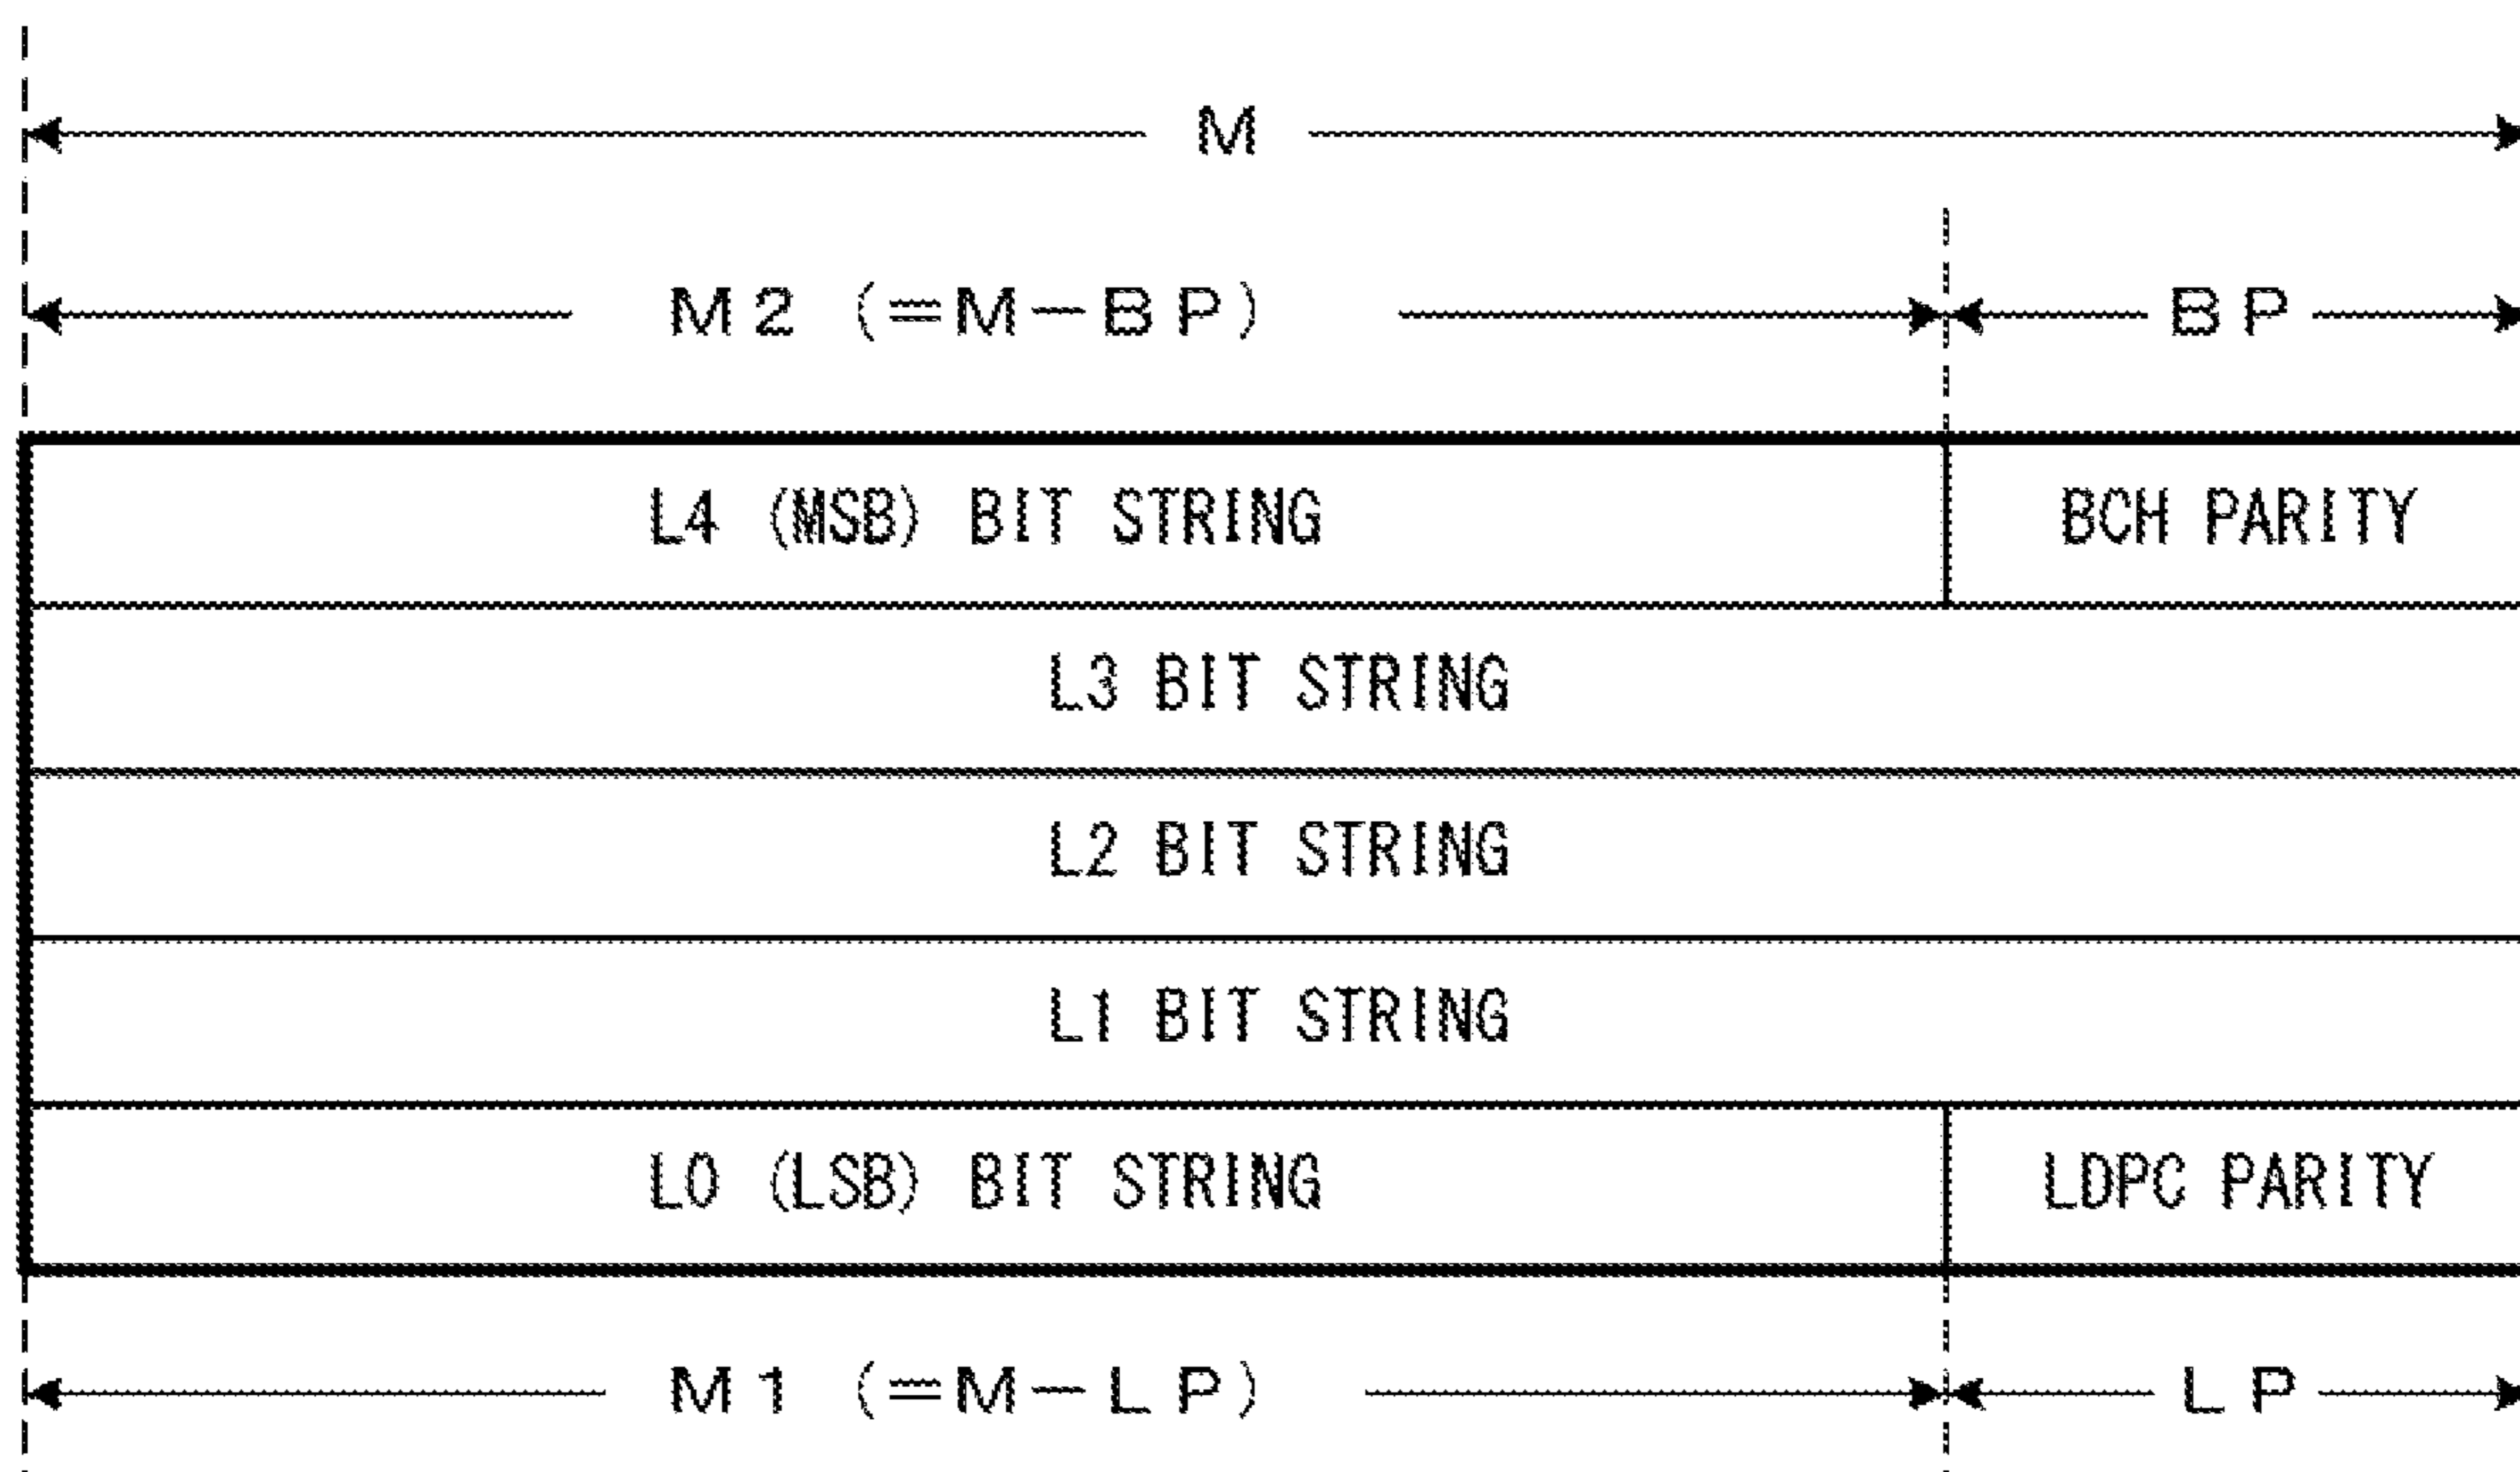 M
M2 (=M-BP) BP
L4 (MSB) BIT STRING BCH PARITY
L3 BIT STRING
L2 BIT STRING
L1 BIT STRING
L0 (LSB) BIT STRING LDPC PARITY
M1 (=M-LP) LP